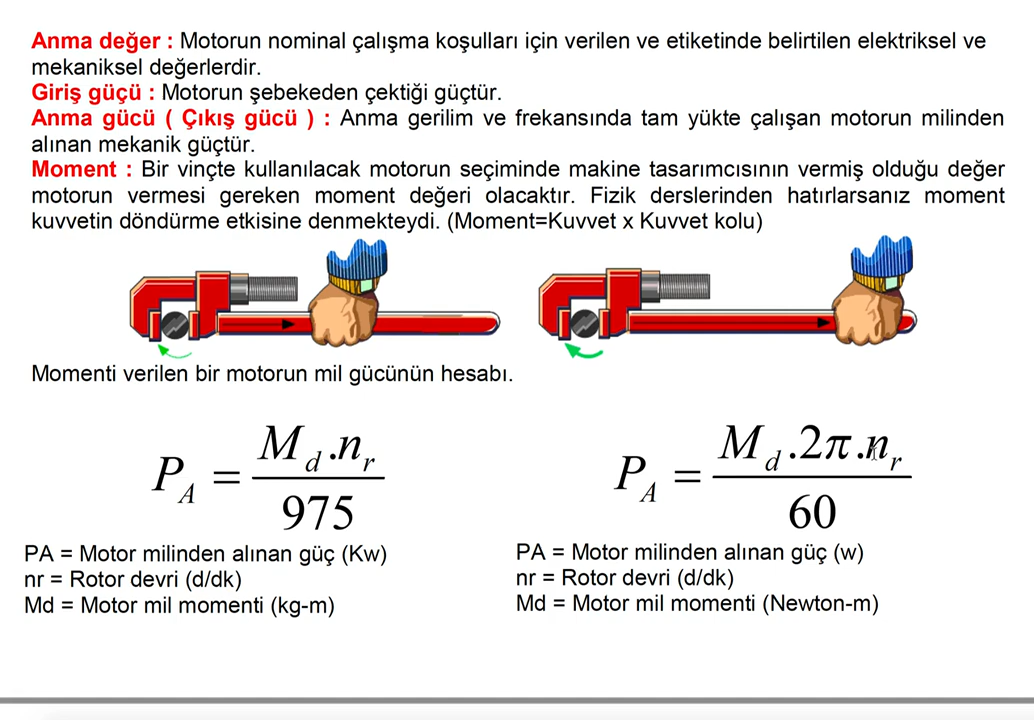 Anma değer : Motorun nominal çalışma koşulları için verilen ve etiketinde belirtilen elektriksel ve
mekaniksel değerlerdir.
Giriş güçü : Motorun şebekeden çektiği güçtür.
Anma gücü ( Çıkış gücü ) : Anma gerilim ve frekansında tam yükte çalışan motorun milinden
alınan mekanik güçtür.
Moment : Bir vinçte kullanılacak motorun seçiminde makine tasarımcısının vermiş olduğu değer
motorun vermesi gereken moment değeri olacaktır. Fizik derslerinden hatırlarsanız moment
kuvvetin döndürme etkisine denmekteydi. (Moment=Kuvvet x Kuvvet kolu)
Momenti verilen bir motorun mil gücünün hesabı.
P_A = M_d.n_r / 975
PA = Motor milinden alınan güç (Kw)
nr = Rotor devri (d/dk)
Md = Motor mil momenti (kg-m)
P_A = M_d.2π.n_r / 60
PA = Motor milinden alınan güç (w)
nr = Rotor devri (d/dk)
Md = Motor mil momenti (Newton-m)